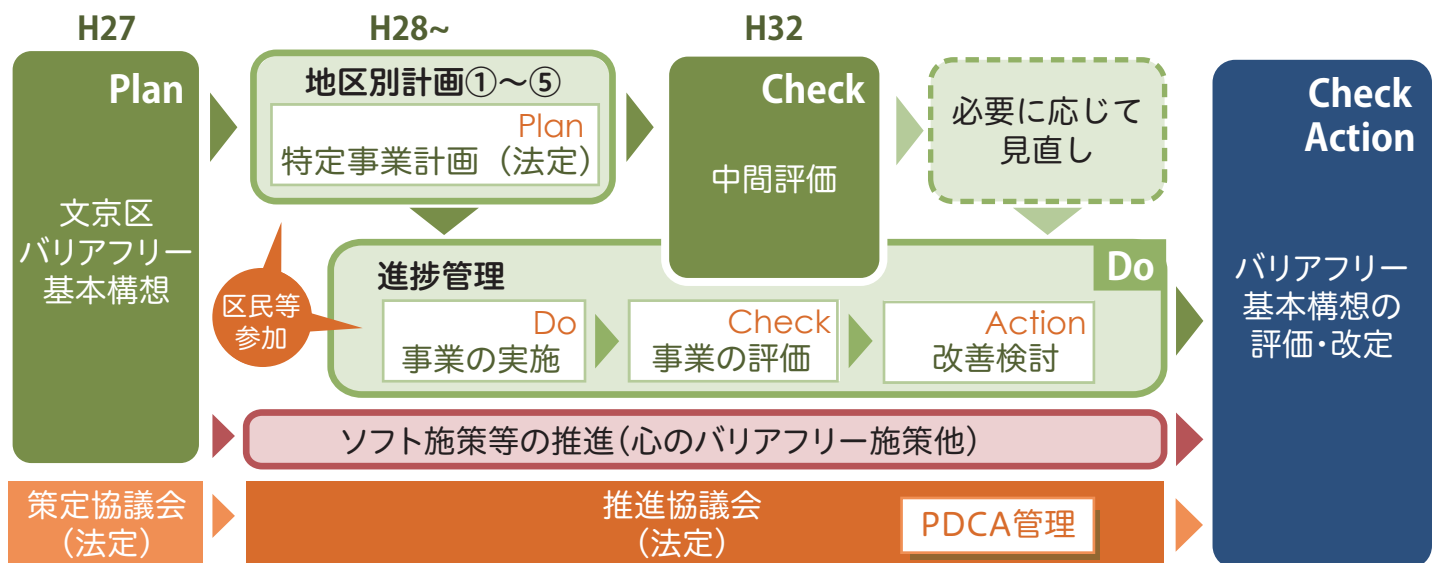 H27
H28~
H32
Plan
文京区
バリアフリー
基本構想
地区別計画①～⑤
Plan
特定事業計画（法定）
Check
中間評価
必要に応じて
見直し
Check
Action
バリアフリー
基本構想の
評価・改定
区民等
参加
進捗管理
Do
Do
事業の実施
Check
事業の評価
Action
改善検討
ソフト施策等の推進（心のバリアフリー施策他）
策定協議会
（法定）
推進協議会
（法定）
PDCA管理